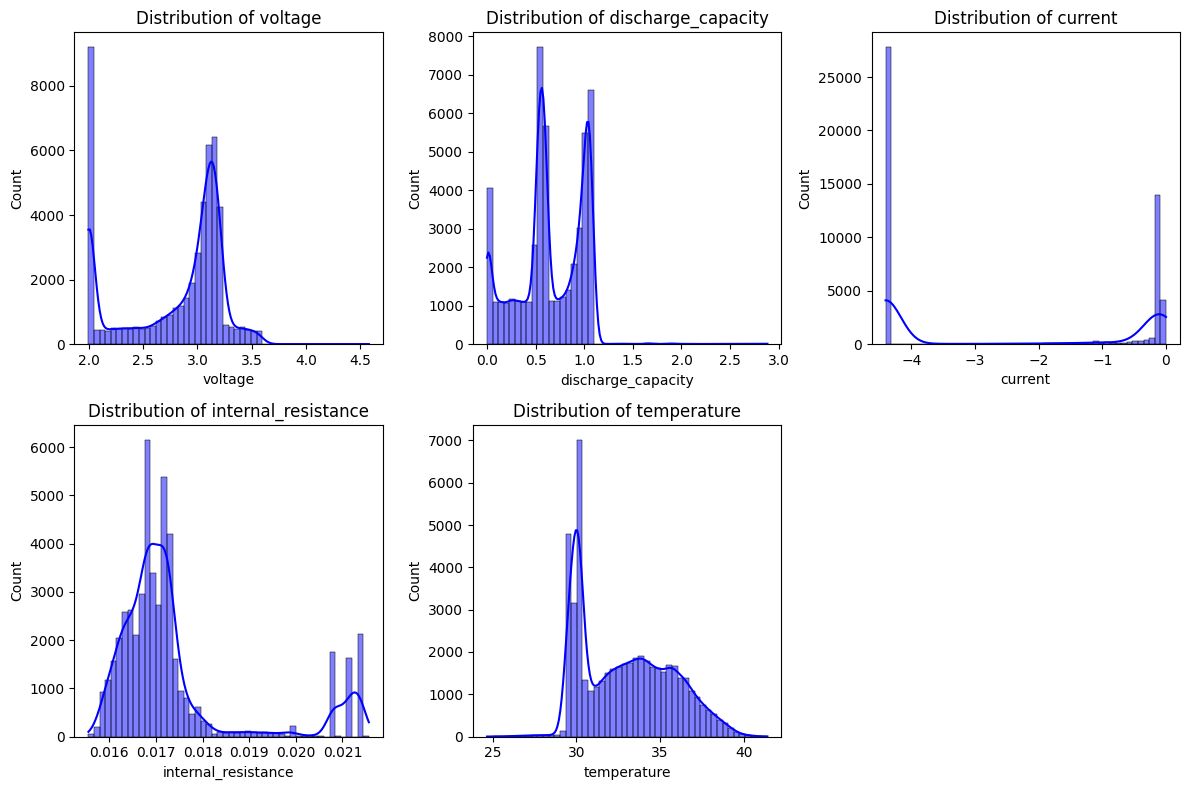 Distribution of voltage
Count
8000
6000
4000
2000
0
2.0 2.5 3.0 3.5 4.0 4.5
voltage
Distribution of discharge_capacity
Count
8000
7000
6000
5000
4000
3000
2000
1000
0
0.0 0.5 1.0 1.5 2.0 2.5 3.0
discharge_capacity
Distribution of current
Count
25000
20000
15000
10000
5000
0
−4 −3 −2 −1 0
current
Distribution of internal_resistance
Count
6000
5000
4000
3000
2000
1000
0
0.016 0.017 0.018 0.019 0.020 0.021
internal_resistance
Distribution of temperature
Count
7000
6000
5000
4000
3000
2000
1000
0
25 30 35 40
temperature